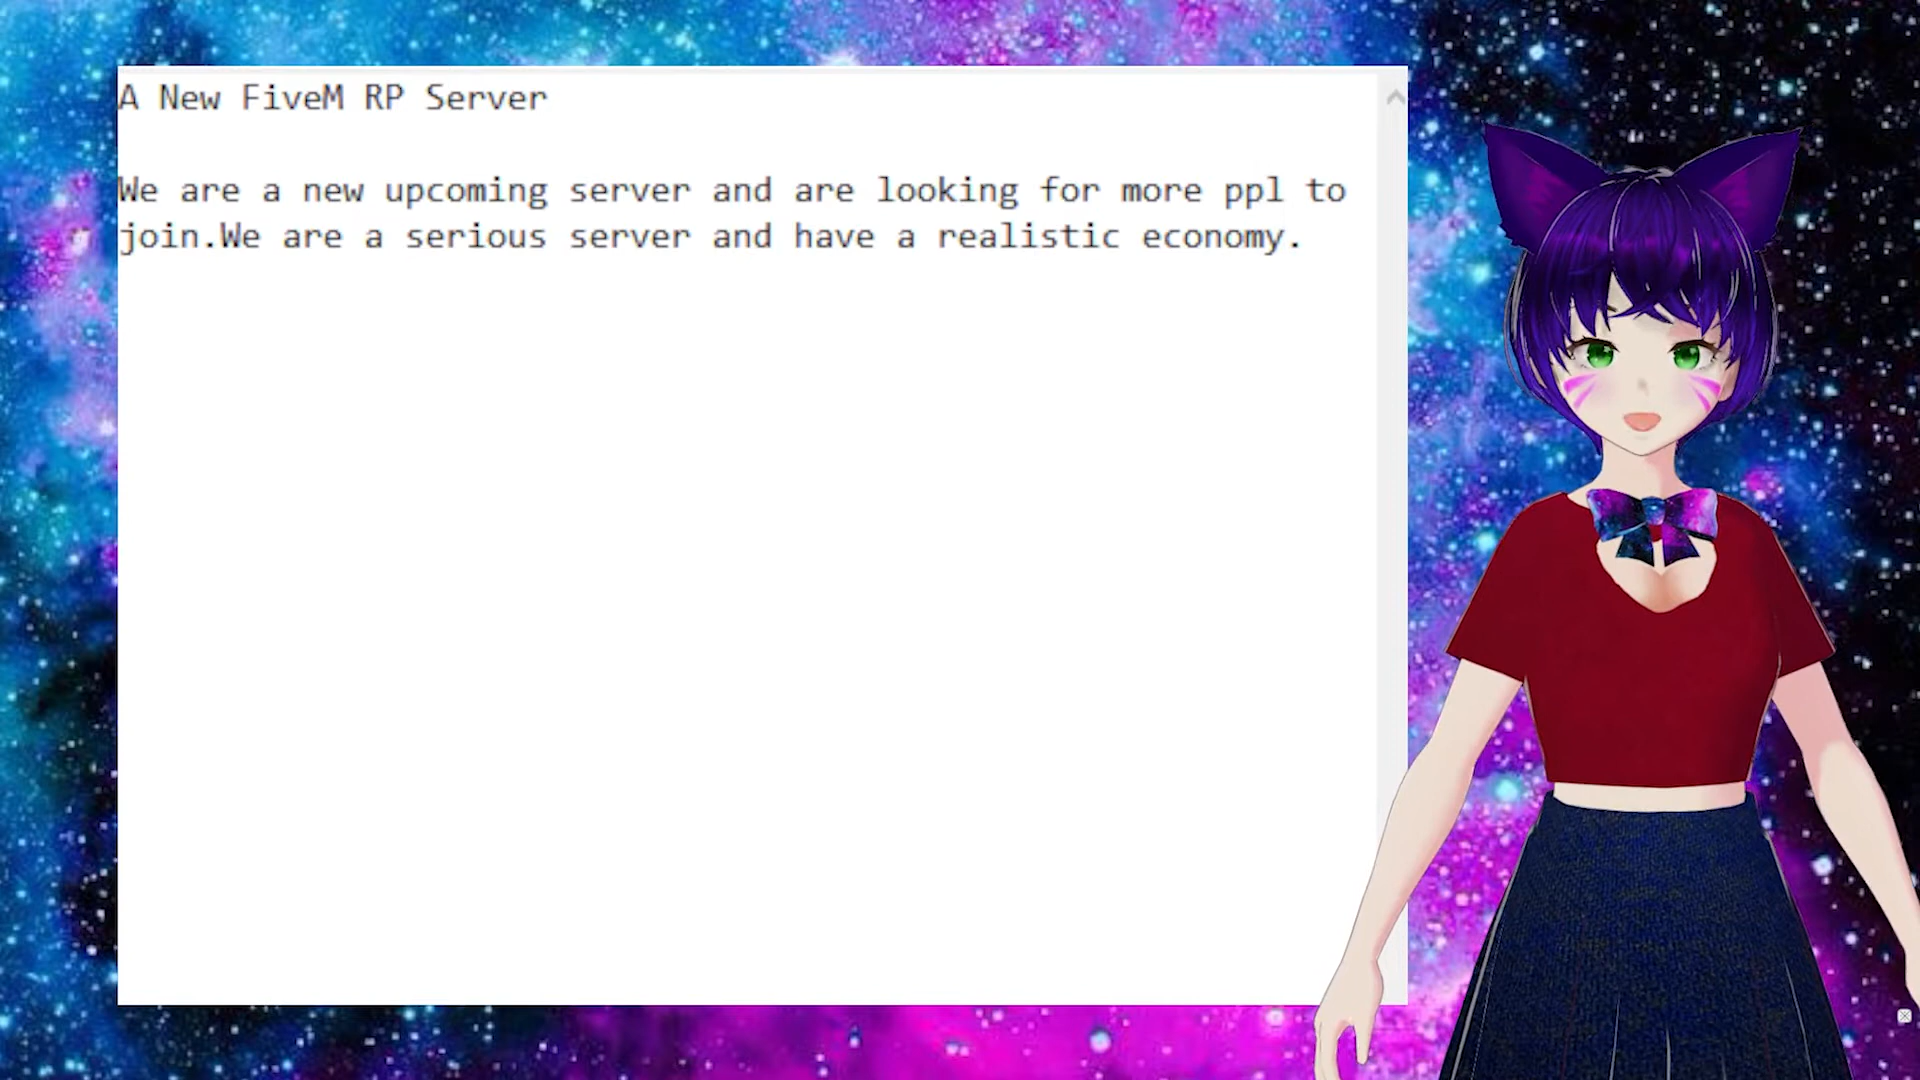 A New FiveM RP Server
We are a new upcoming server and are looking for more ppl to
join.We are a serious server and have a realistic economy.